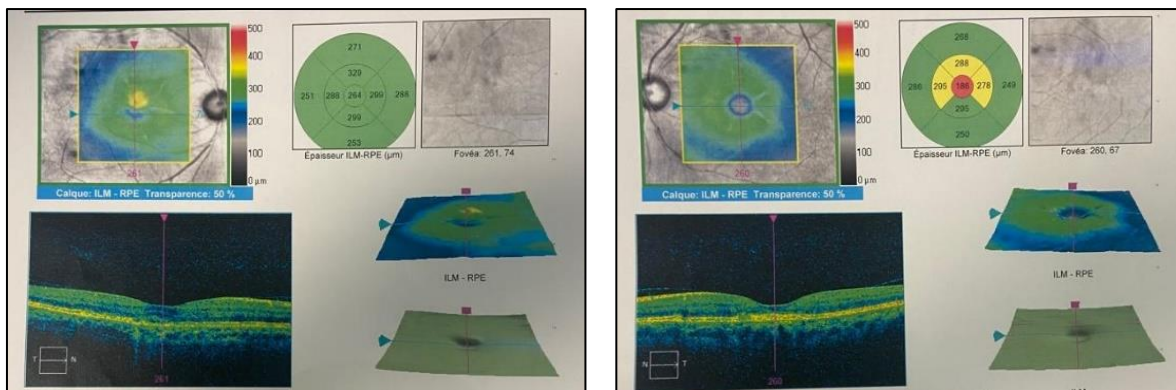 500
400
300
200
100
0 µm
261
Calque: ILM - RPE Transparence: 50 %
271
329
251 288 264 299 288
299
253
Épaisseur ILM-RPE (µm)
Fovéa: 261, 74
ILM - RPE
T N
261
500
400
300
200
100
0 µm
260
Calque: ILM - RPE Transparence: 50 %
268
288
286 295 186 278 249
295
250
Épaisseur ILM-RPE (µm)
Fovéa: 260, 67
ILM - RPE
N T
260